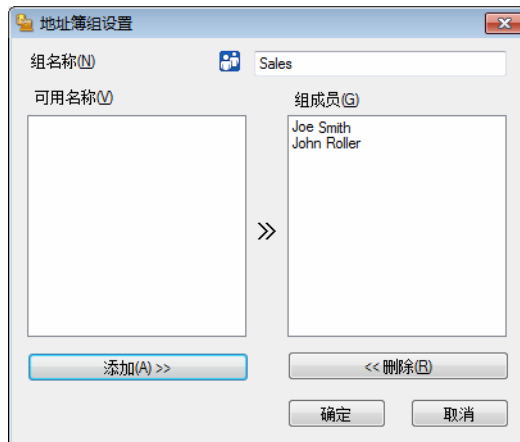 地址簿组设置
组名称(N) Sales
可用名称(V) 组成员(G)
Joe Smith
John Roller
添加(A) >> << 删除(R)
确定 取消